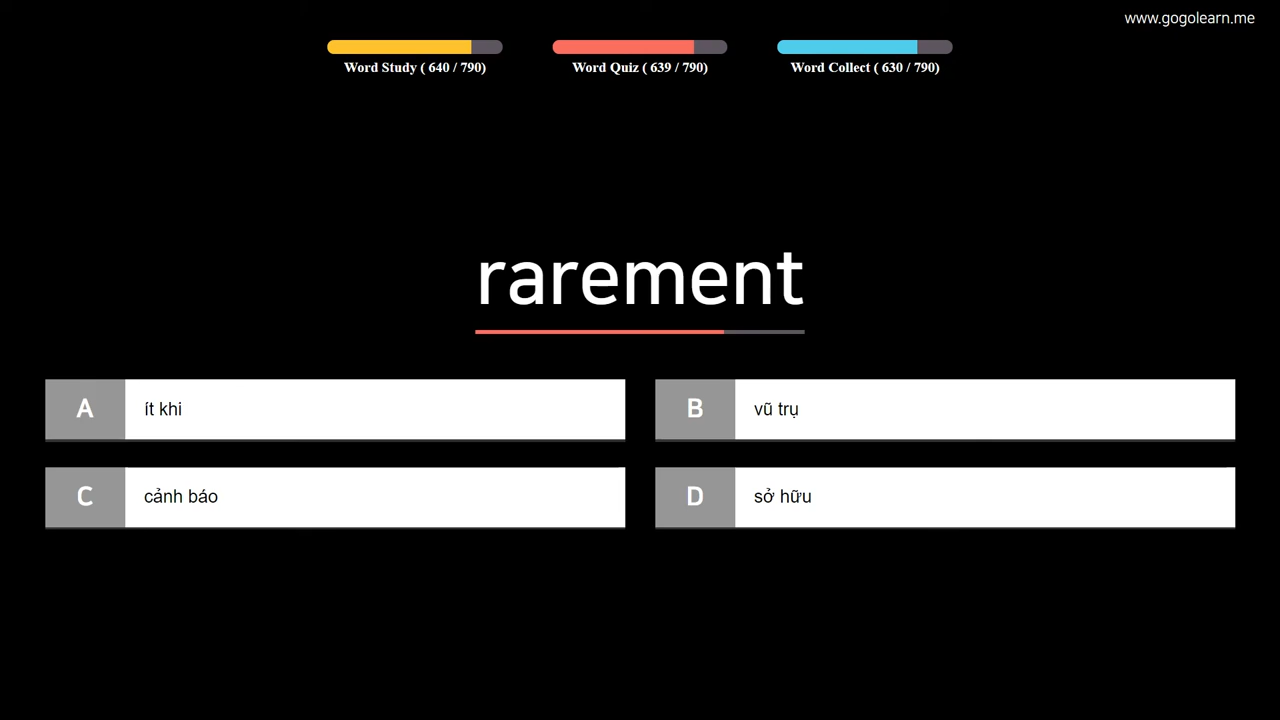 www.gogolearn.me
Word Study ( 640 / 790)
Word Quiz ( 639 / 790)
Word Collect ( 630 / 790)
rarement
A ít khi
B vũ trụ
C cảnh báo
D sở hữu